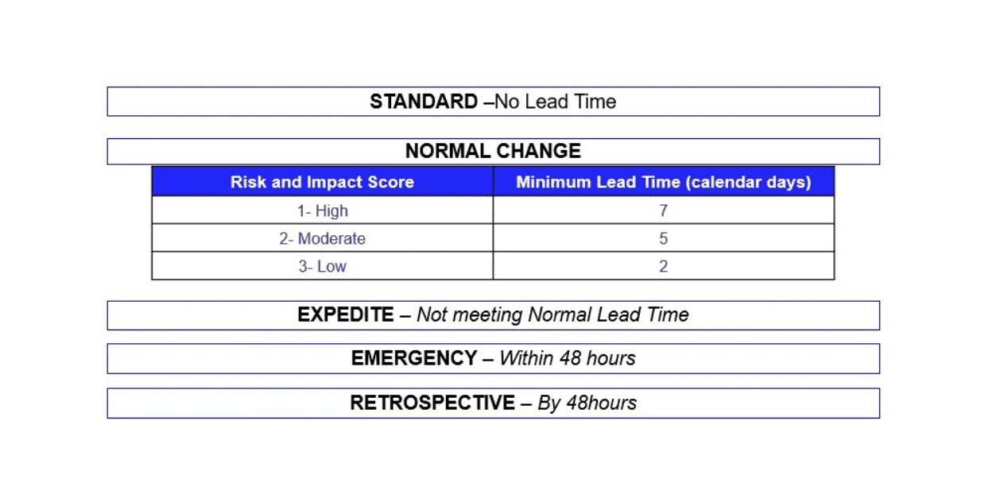 STANDARD –No Lead Time
NORMAL CHANGE
Risk and Impact Score Minimum Lead Time (calendar days)
1- High 7
2- Moderate 5
3- Low 2
EXPEDITE – Not meeting Normal Lead Time
EMERGENCY – Within 48 hours
RETROSPECTIVE – By 48hours